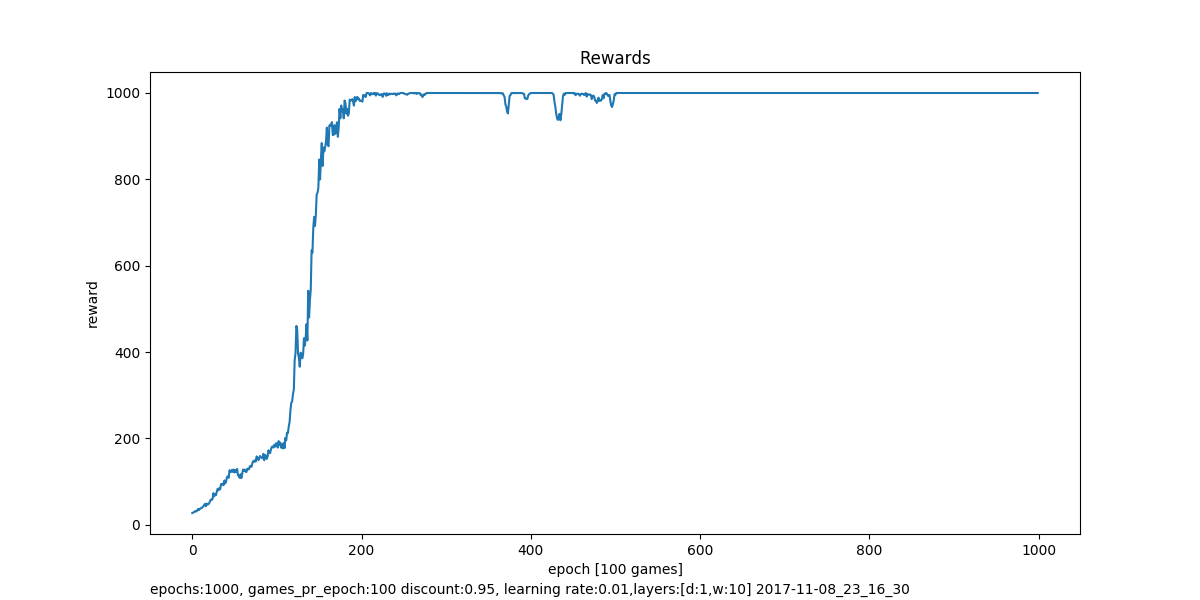 Rewards
1000
800
600
400
200
0
reward
0 200 400 600 800 1000
epoch [100 games]
epochs:1000, games_pr_epoch:100 discount:0.95, learning rate:0.01,layers:[d:1,w:10] 2017-11-08_23_16_30